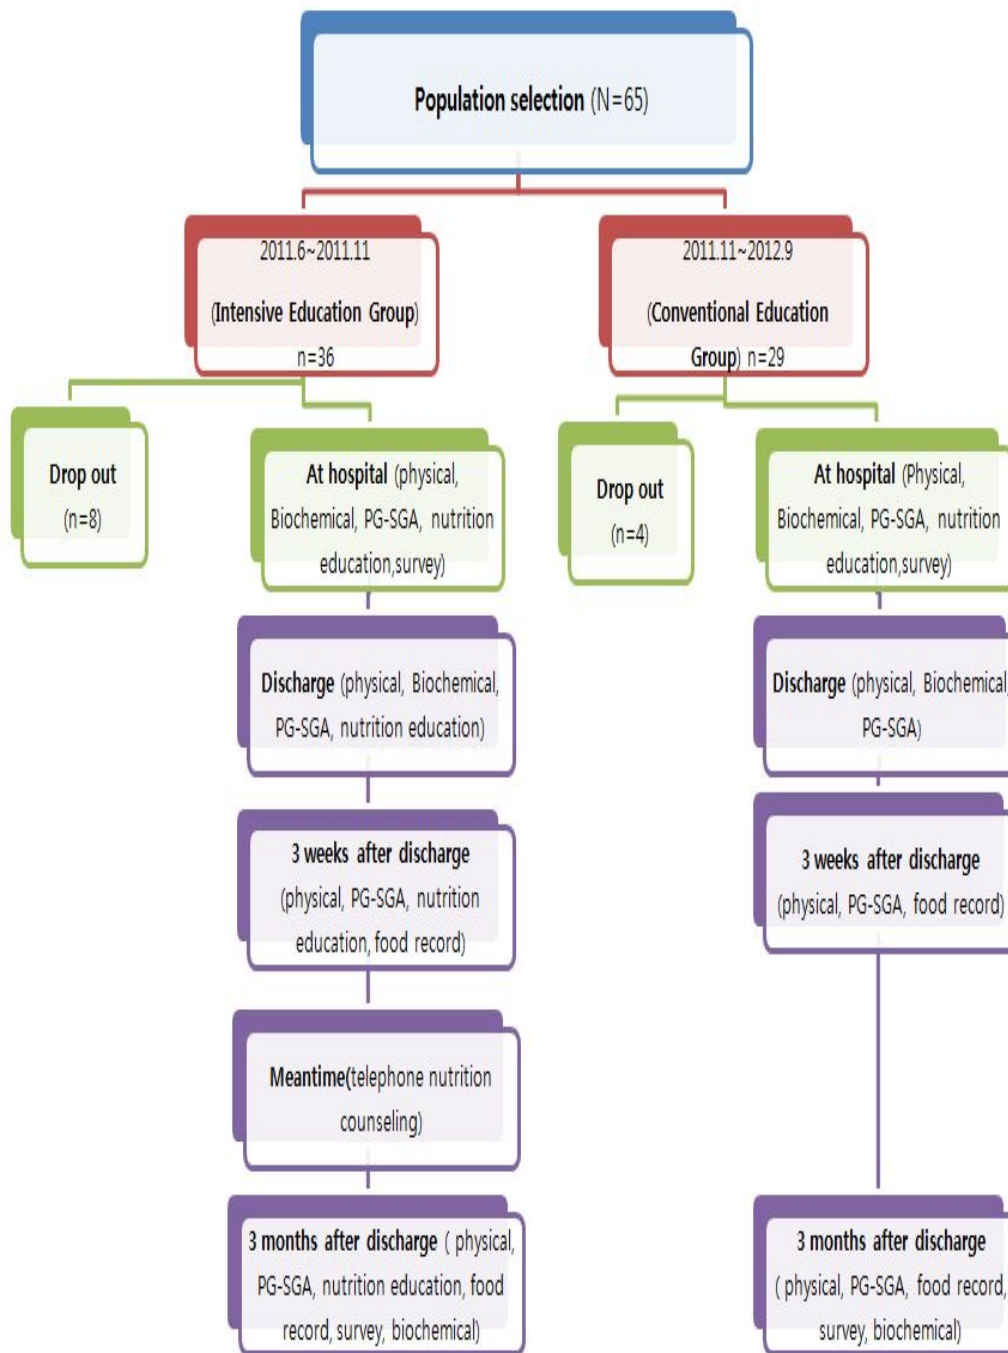 Population selection (N=65)
2011.6~2011.11
(Intensive Education Group)
n=36
2011.11~2012.9
(Conventional Education
Group) n=29
Drop out
(n=8)
At hospital (physical,
Biochemical, PG-SGA, nutrition
education,survey)
Drop out
(n=4)
At hospital (Physical,
Biochemical, PG-SGA, nutrition
education,survey)
Discharge (physical, Biochemical,
PG-SGA, nutrition education)
Discharge (physical, Biochemical,
PG-SGA)
3 weeks after discharge
(physical, PG-SGA, nutrition
education, food record)
3 weeks after discharge
(physical, PG-SGA, food record)
Meantime(telephone nutrition
counseling)
3 months after discharge ( physical,
PG-SGA, nutrition education, food
record, survey, biochemical)
3 months after discharge
( physical, PG-SGA, food record,
survey, biochemical)